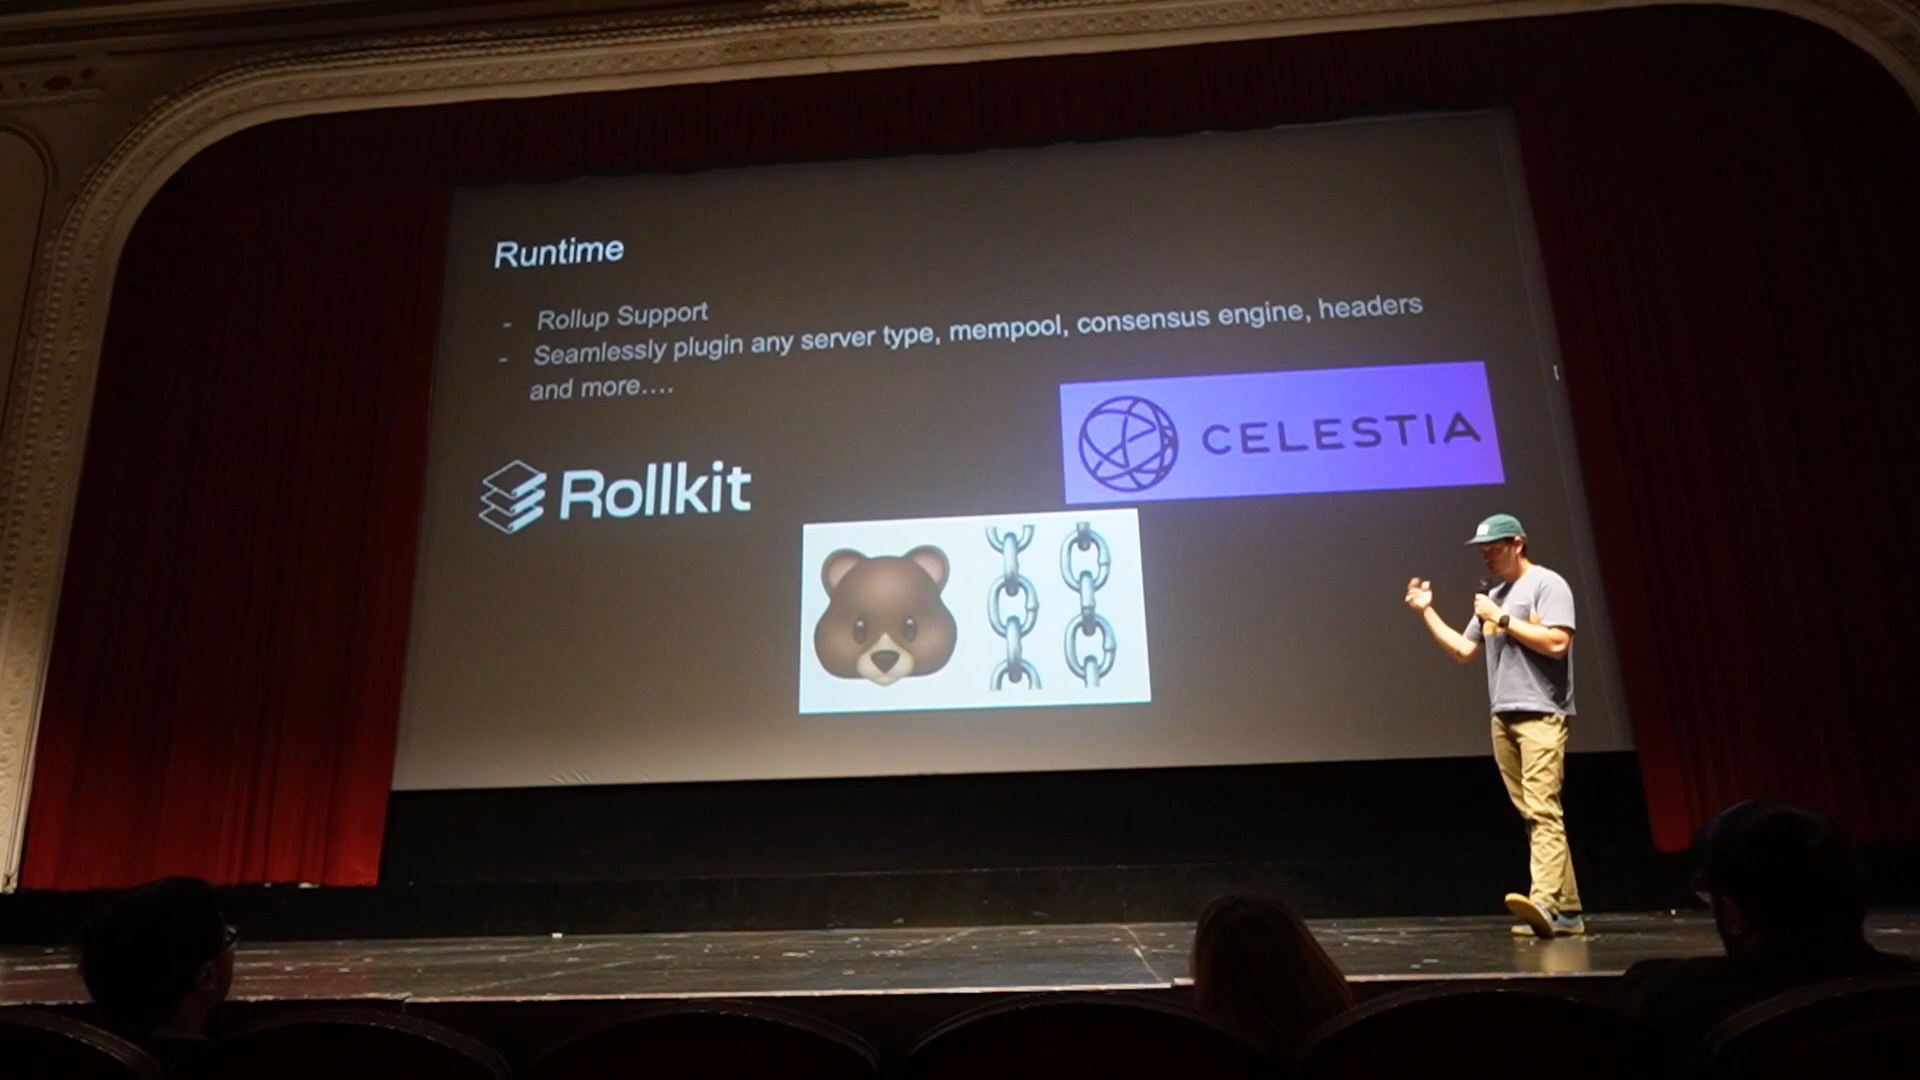 Runtime
- Rollup Support
- Seamlessly plugin any server type, mempool, consensus engine, headers
and more....
CELESTIA
Rollkit